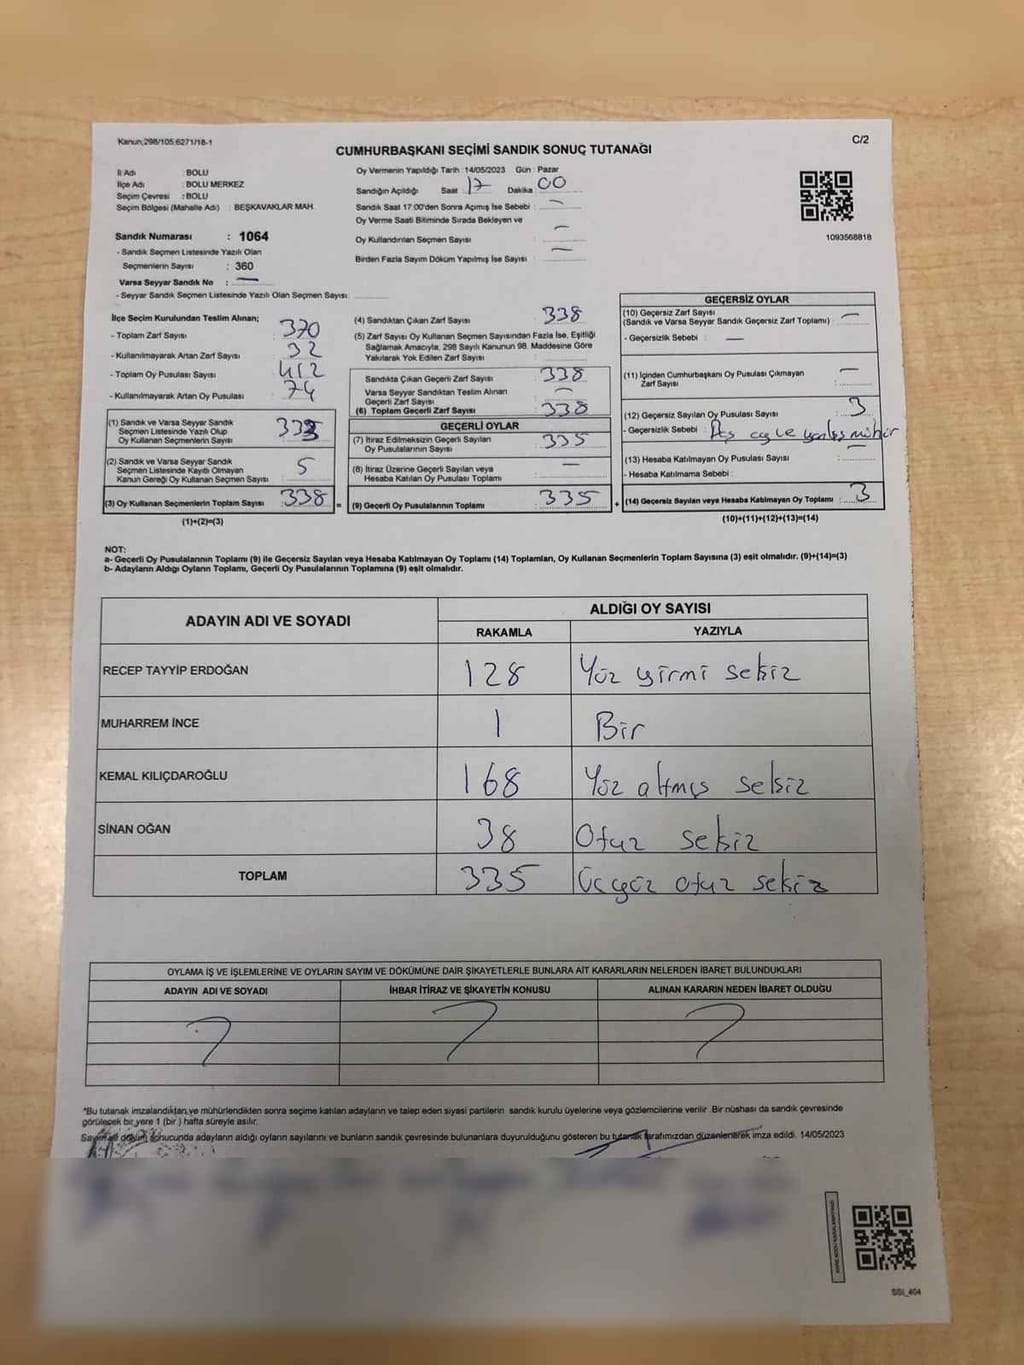 Kanun;298/105.6271/18-1
C/2
CUMHURBAŞKANI SEÇİMİ SANDIK SONUÇ TUTANAĞI
İl Adı : BOLU
İlçe Adı : BOLU MERKEZ
Seçim Çevresi : BOLU
Seçim Bölgesi (Mahalle Adı) : BEŞKAVAKLAR MAH.
Sandık Numarası : 1064
- Sandık Seçmen Listesinde Yazılı Olan
Seçmenlerin Sayısı : 360
Varsa Seyyar Sandık No : —
- Seyyar Sandık Seçmen Listesinde Yazılı Olan Seçmen Sayısı:
Oy Vermenin Yapıldığı Tarih : 14/05/2023 Gün : Pazar
Sandığın Açıldığı Saat 17 Dakika 00
Sandık Saat 17:00'den Sonra Açımış İse Sebebi : —
Oy Verme Saati Bitiminde Sırada Bekleyen ve
Oy Kullandırılan Seçmen Sayısı —
Birden Fazla Sayım Döküm Yapılmış İse Sayısı —
1093568818
İlçe Seçim Kurulundan Teslim Alınan;
- Toplam Zarf Sayısı : 370
- Kullanılmayarak Artan Zarf Sayısı : 32
- Toplam Oy Pusulası Sayısı : 412
- Kullanılmayarak Artan Oy Pusulası : 74
(1) Sandık ve Varsa Seyyar Sandık
Seçmen Listesinde Yazılı Olup
Oy Kullanan Seçmenlerin Sayısı : 333
(2) Sandık ve Varsa Seyyar Sandık
Seçmen Listesinde Kaydı Olmayan
Kanun Gereği Oy Kullanan Seçmen Sayısı : 5
(3) Oy Kullanan Seçmenlerin Toplam Sayısı : 338
(1)+(2)=(3)
(4) Sandıktan Çıkan Zarf Sayısı : 338
(5) Zarf Sayısı Oy Kullanan Seçmen Sayısından Fazla İse, Eşitliği
Sağlamak Amacıyla, 298 Sayılı Kanunun 98. Maddesine Göre
Yakılarak Yok Edilen Zarf Sayısı :
Sandıkta Çıkan Geçerli Zarf Sayısı : 338
Varsa Seyyar Sandıktan Teslim Alınan
Geçerli Zarf Sayısı : —
(6) Toplam Geçerli Zarf Sayısı : 338
GEÇERLİ OYLAR
(7) İtiraz Edilmeksizin Geçerli Sayılan
Oy Pusulalarının Sayısı : 335
(8) İtiraz Üzerine Geçerli Sayılan veya
Hesaba Katılan Oy Pusulası Toplamı : —
(9) Geçerli Oy Pusulalarının Toplamı : 335
GEÇERSİZ OYLAR
(10) Geçersiz Zarf Sayısı
(Sandık ve Varsa Seyyar Sandık Geçersiz Zarf Toplamı) : —
- Geçersizlik Sebebi : —
(11) İçinden Cumhurbaşkanı Oy Pusulası Çıkmayan
Zarf Sayısı : —
(12) Geçersiz Sayılan Oy Pusulası Sayısı : 3
- Geçersizlik Sebebi : ve yanlış mühür
(13) Hesaba Katılmayan Oy Pusulası Sayısı : —
- Hesaba Katılmama Sebebi :
(14) Geçersiz Sayılan veya Hesaba Katılmayan Oy Toplamı : 3
(10)+(11)+(12)+(13)=(14)
NOT:
a- Geçerli Oy Pusulalarının Toplamı (9) ile Geçersiz Sayılan veya Hesaba Katılmayan Oy Toplamı (14) Toplamları, Oy Kullanan Seçmenlerin Toplam Sayısına (3) eşit olmalıdır. (9)+(14)=(3)
b- Adayların Aldığı Oyların Toplamı, Geçerli Oy Pusulalarının Toplamına (9) eşit olmalıdır.
ADAYIN ADI VE SOYADI
ALDIĞI OY SAYISI
RAKAMLA YAZIYLA
RECEP TAYYİP ERDOĞAN 128 Yüz yirmi sekiz
MUHARREM İNCE 1 Bir
KEMAL KILIÇDAROĞLU 168 Yüz altmış sekiz
SİNAN OĞAN 38 Otuz sekiz
TOPLAM 335 üçyüz otuz sekiz
OYLAMA İŞ VE İŞLEMLERİNE VE OYLARIN SAYIM VE DÖKÜMÜNE DAİR ŞİKAYETLERLE BUNLARA AİT KARARLARIN NELERDEN İBARET BULUNDUKLARI
ADAYIN ADI VE SOYADI İHBAR İTİRAZ VE ŞİKAYETİN KONUSU ALINAN KARARIN NEDEN İBARET OLDUĞU
*Bu tutanak imzalandıktan ve mühürlendikten sonra seçime katılan adayların ve talep eden siyasi partilerin sandık kurulu üyelerine veya gözlemcilerine verilir .Bir nüshası da sandık çevresinde
görülecek bir yere 1 (bir ) hafta süreyle asılır.
Sayım ve döküm sonucunda adayların aldığı oyların sayılarını ve bunların sandık çevresinde bulunanlara duyurulduğunu gösteren bu tutanak tarafımızdan düzenlenerek imza edildi. 14/05/2023
SSİ_404